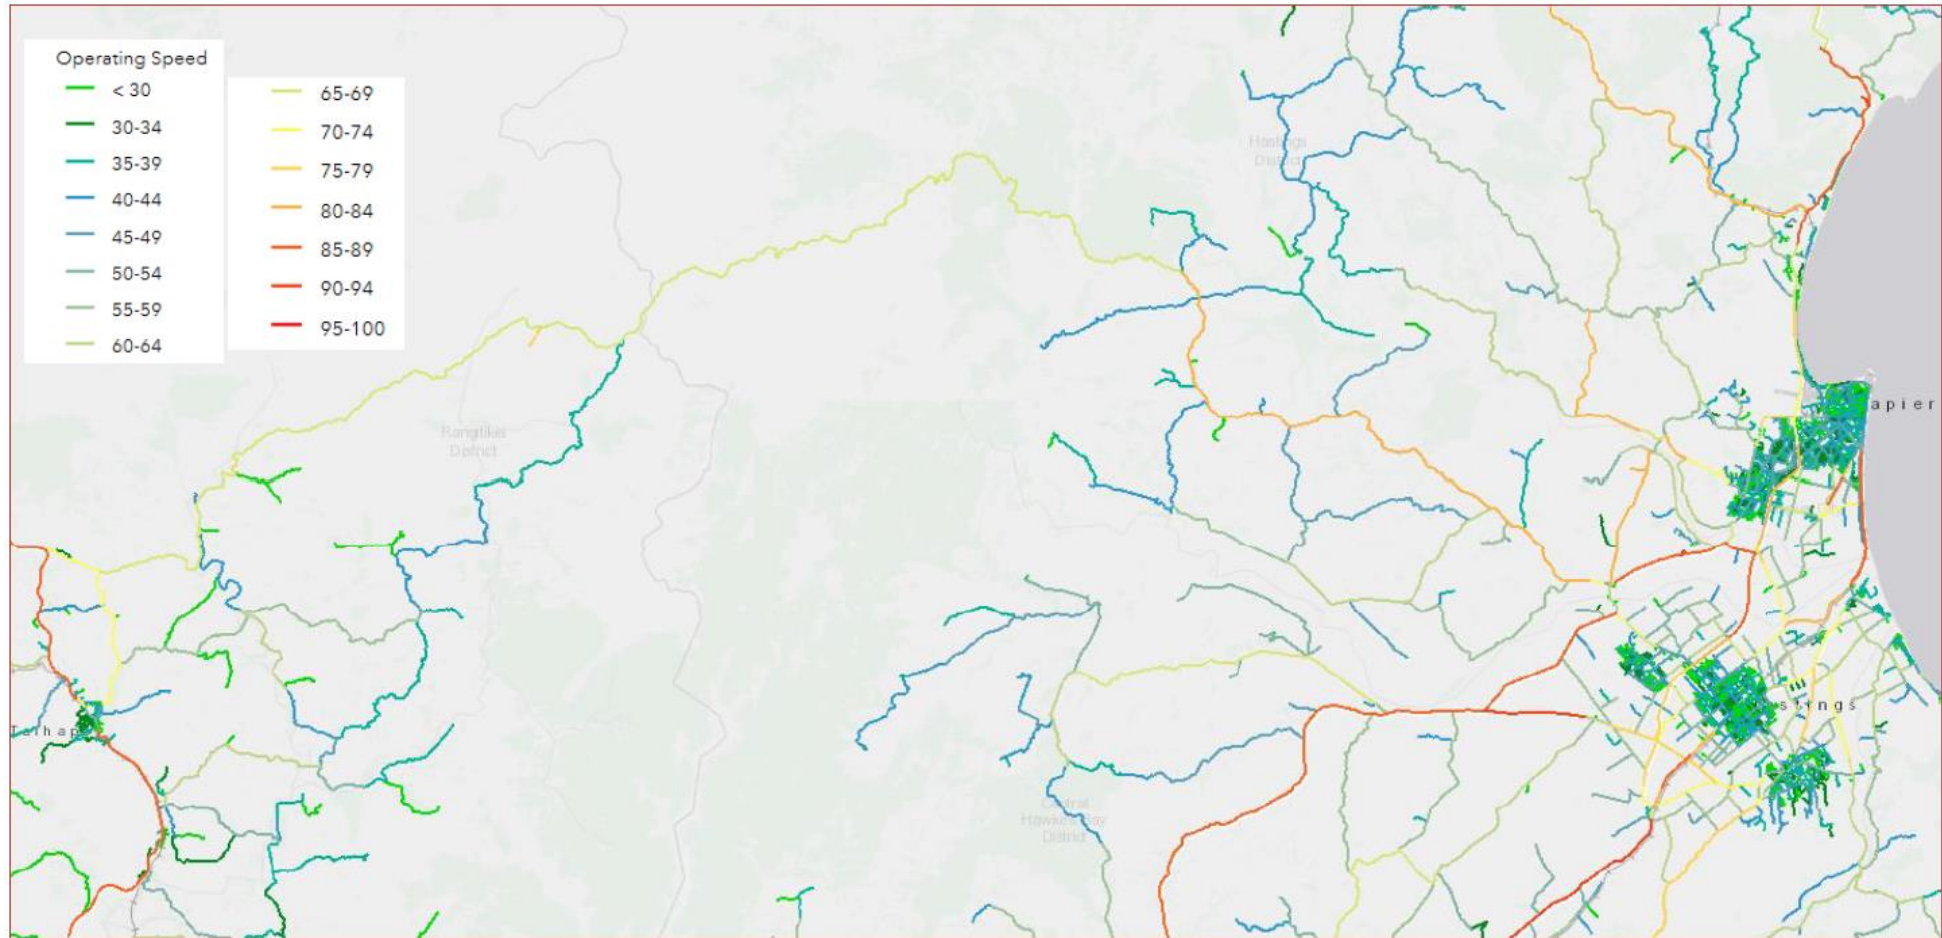 Operating Speed
< 30
30-34
35-39
40-44
45-49
50-54
55-59
60-64
65-69
70-74
75-79
80-84
85-89
90-94
95-100
Hastings
District
apier
Rangitikei
District
Taihap
stings
Central
Hawke's Bay
District